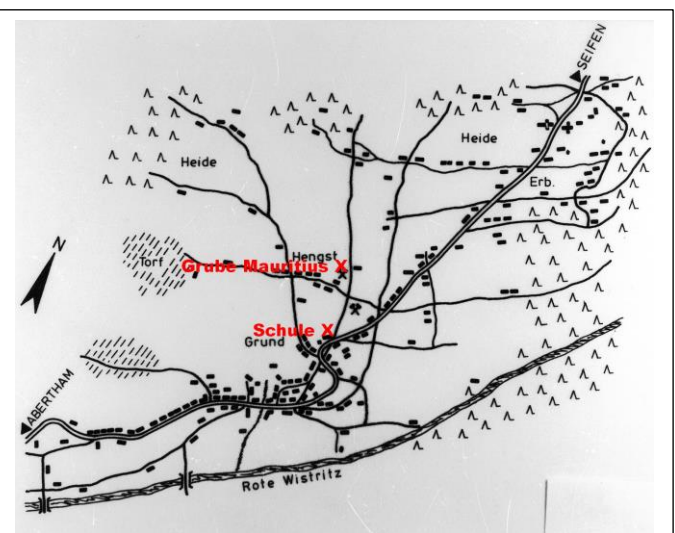 SEIFEN
Heide
Heide
Erb.
N
Hengst
Torf
Grube Mauritius X
Schule X
Grund
ABERTHAM
Rote Wistritz